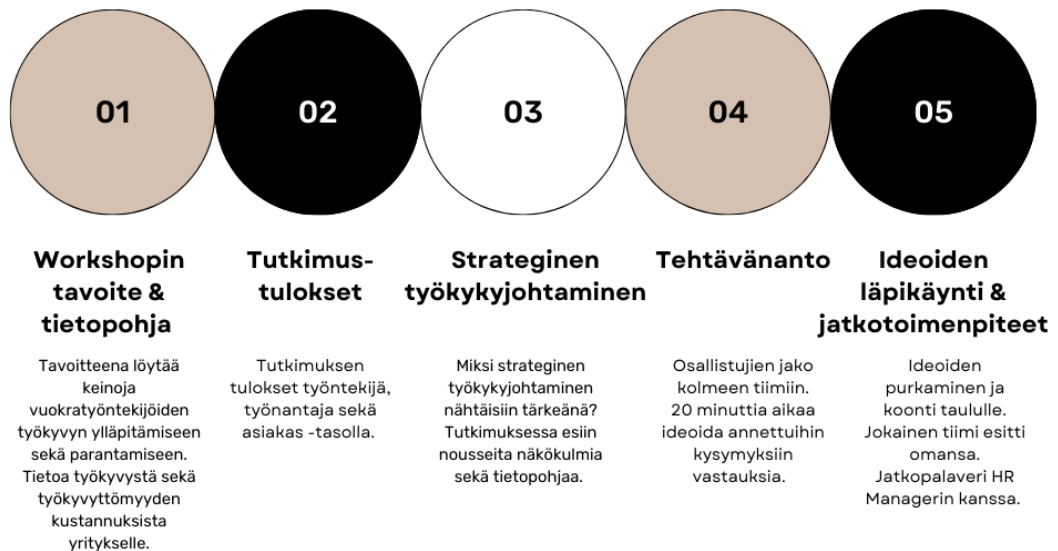 01
02
03
04
05
Workshopin
tavoite &
tietopohja
Tavoitteena löytää
keinoja
vuokratyöntekijöiden
työkyvyn ylläpitämiseen
sekä parantamiseen.
Tietoa työkyvystä sekä
työkyvyttömyyden
kustannuksista
yritykselle.
Tutkimus-
tulokset
Tutkimuksen
tulokset työntekijä,
työnantaja sekä
asiakas -tasolla.
Strateginen
työkykyjohtaminen
Miksi strateginen
työkykyjohtaminen
nähtäisiin tärkeänä?
Tutkimuksessa esiin
nousseita näkökulmia
sekä tietopohjaa.
Tehtävänanto
Osallistujien jako
kolmeen tiimiin.
20 minuttia aikaa
ideoida annettuihin
kysymyksiin
vastauksia.
Ideoiden
läpikäynti &
jatkotoimenpiteet
Ideoiden
purkaminen ja
koonti taululle.
Jokainen tiimi esitti
omansa.
Jatkopalaveri HR
Managerin kanssa.